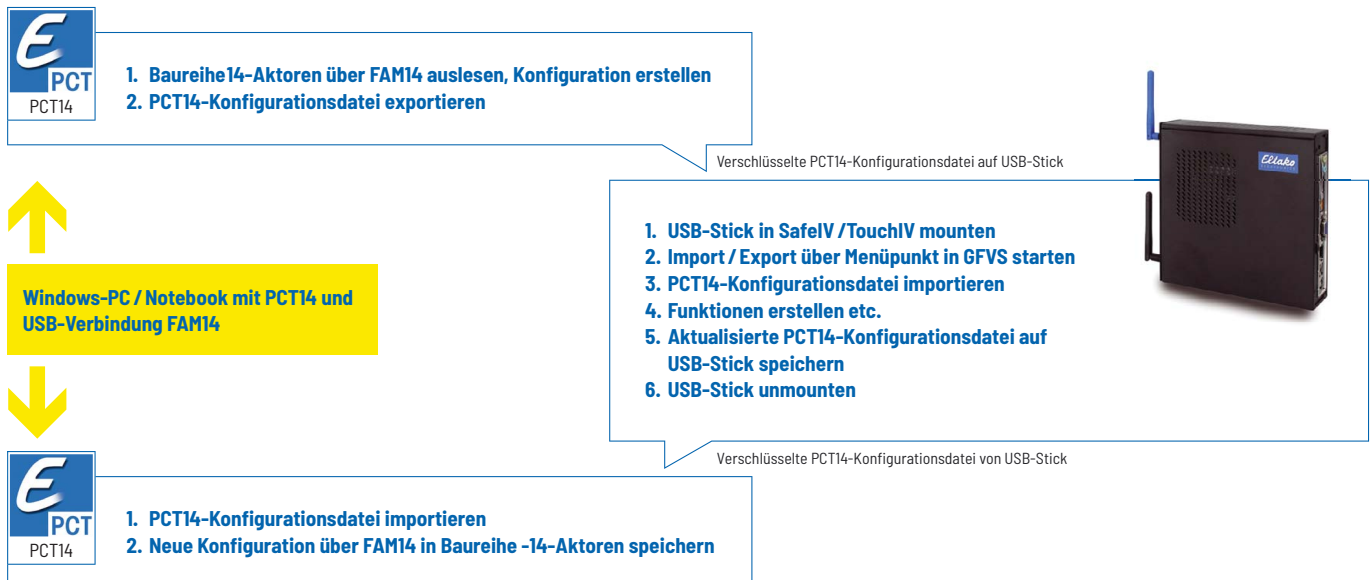 E
PCT
PCT14
1. Baureihe14-Aktoren über FAM14 auslesen, Konfiguration erstellen
2. PCT14-Konfigurationsdatei exportieren
Verschlüsselte PCT14-Konfigurationsdatei auf USB-Stick
Eltako
1. USB-Stick in SafeIV /TouchIV mounten
2. Import / Export über Menüpunkt in GFVS starten
3. PCT14-Konfigurationsdatei importieren
4. Funktionen erstellen etc.
5. Aktualisierte PCT14-Konfigurationsdatei auf
USB-Stick speichern
6. USB-Stick unmounten
Windows-PC / Notebook mit PCT14 und
USB-Verbindung FAM14
Verschlüsselte PCT14-Konfigurationsdatei von USB-Stick
E
PCT
PCT14
1. PCT14-Konfigurationsdatei importieren
2. Neue Konfiguration über FAM14 in Baureihe -14-Aktoren speichern